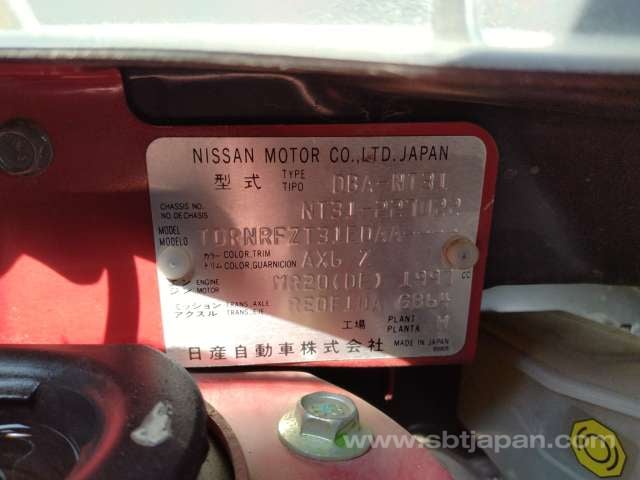 NISSAN MOTOR CO.,LTD.JAPAN
型式 TYPE TIPO DBA-NT31
CHASSIS NO. NO.DECHASIS
MODEL MODELO
カラー COLOR,TRIM AX6 Z
トリム COLOR,GUARNICION
エンジン ENGINE MOTOR MR20(DE) 1997 CC
ミッション TRANS. AXLE RE0F10A GB64
アクスル TRANS. EJE
工場 PLANT PLANTA M
日産自動車株式会社 MADE IN JAPAN
www.sbtjapan.com